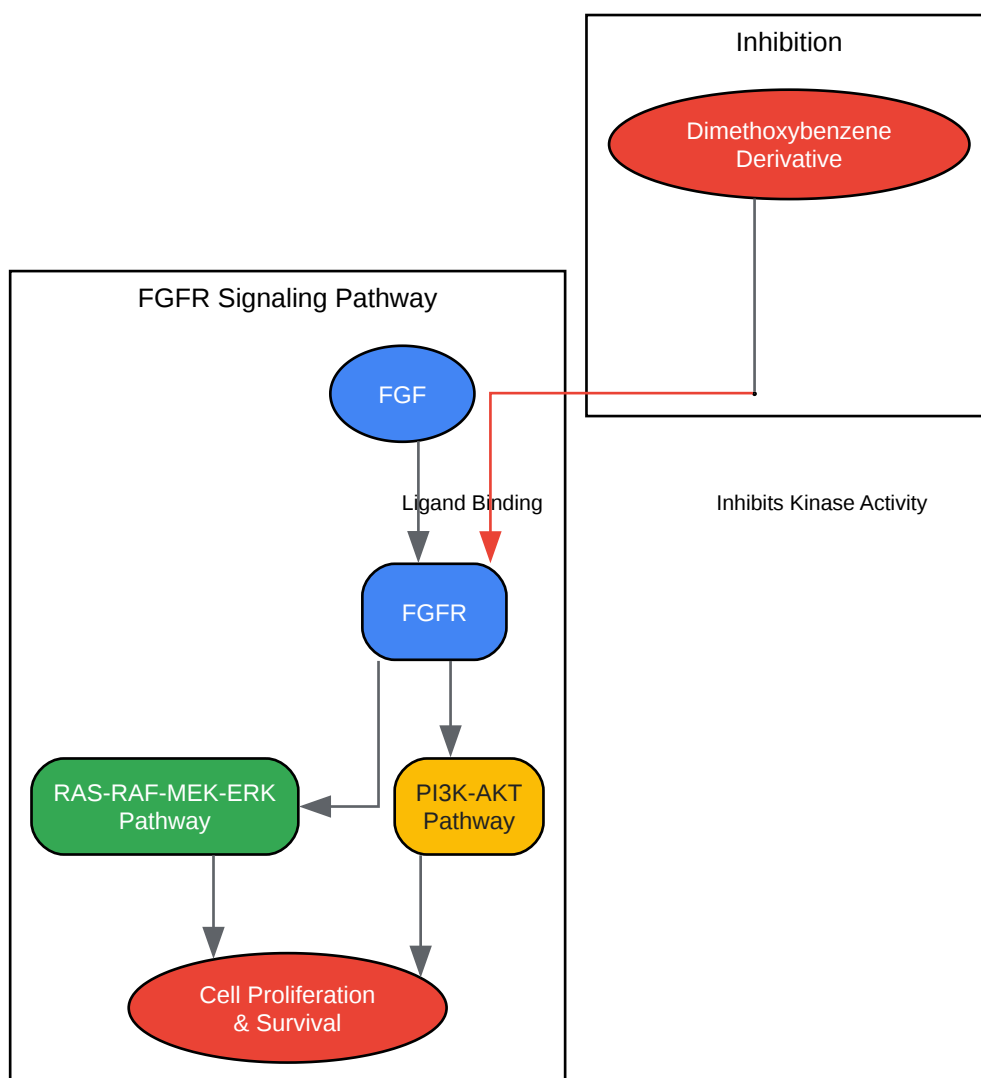 Inhibition
Dimethoxybenzene
Derivative
FGFR Signaling Pathway
FGF
Ligand Binding
Inhibits Kinase Activity
FGFR
RAS-RAF-MEK-ERK
Pathway
PI3K-AKT
Pathway
Cell Proliferation
& Survival